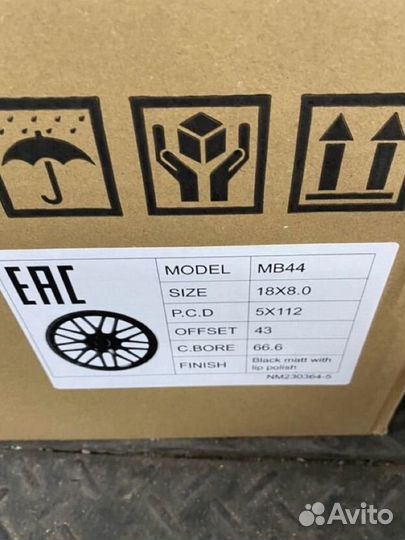 EAC
MODEL MB44
SIZE 18X8.0
P.C.D 5X112
OFFSET 43
C.BORE 66.6
FINISH Black matt with
lip polish
NM230364-5
Avito